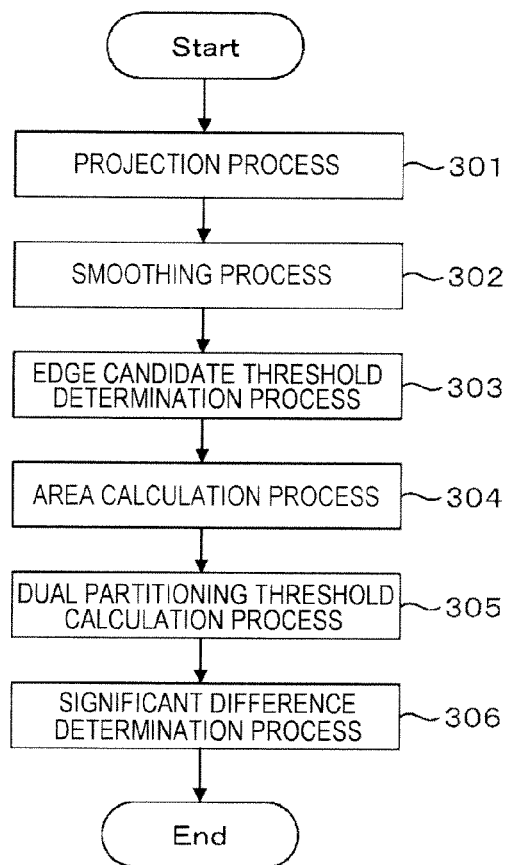 Start
PROJECTION PROCESS
301
SMOOTHING PROCESS
302
EDGE CANDIDATE THRESHOLD
DETERMINATION PROCESS
303
AREA CALCULATION PROCESS
304
DUAL PARTITIONING THRESHOLD
CALCULATION PROCESS
305
SIGNIFICANT DIFFERENCE
DETERMINATION PROCESS
306
End